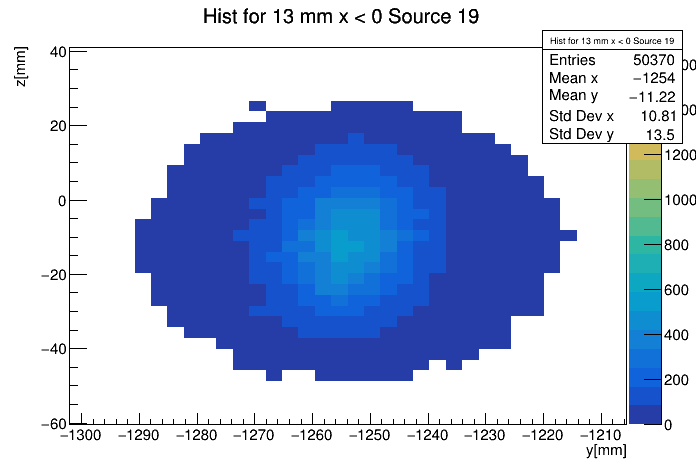 Hist for 13 mm x < 0 Source 19
z[mm]
Hist for 13 mm x < 0 Source 19
Entries 50370
Mean x −1254
Mean y −11.22
Std Dev x 10.81
Std Dev y 13.5
40
20
0
−20
−40
−60
1200
1000
800
600
400
200
0
−1300 −1290 −1280 −1270 −1260 −1250 −1240 −1230 −1220 −1210
y[mm]